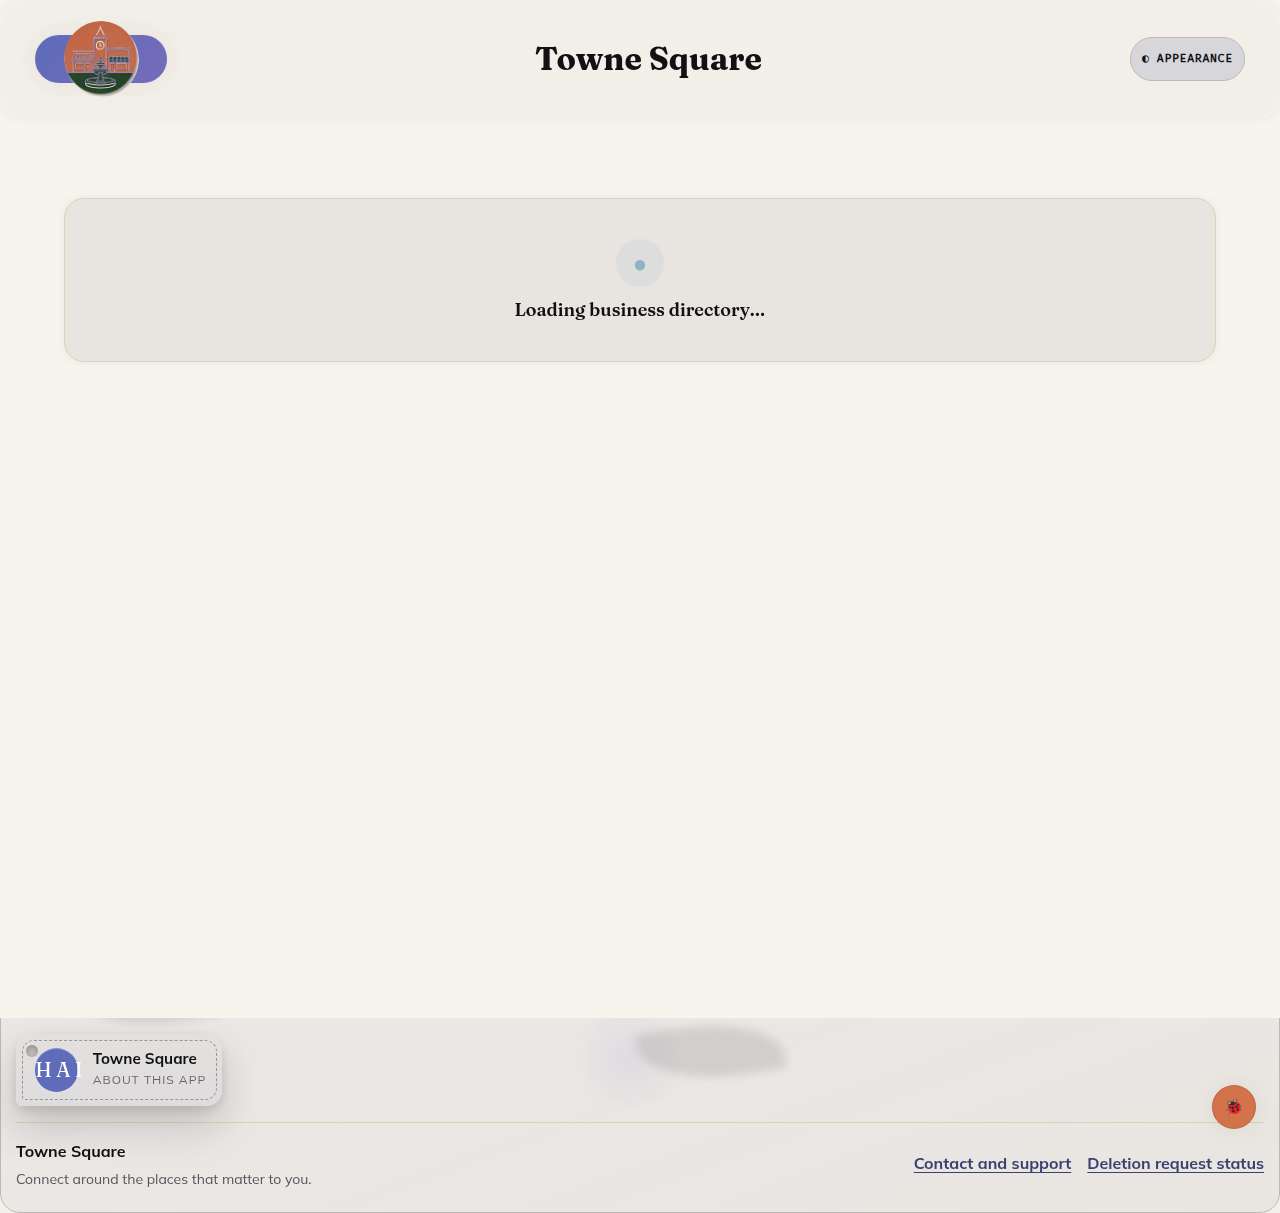 Towne Square
◐ APPEARANCE
Loading business directory...
HAI
Towne Square
ABOUT THIS APP
Towne Square
Connect around the places that matter to you.
Contact and support
Deletion request status